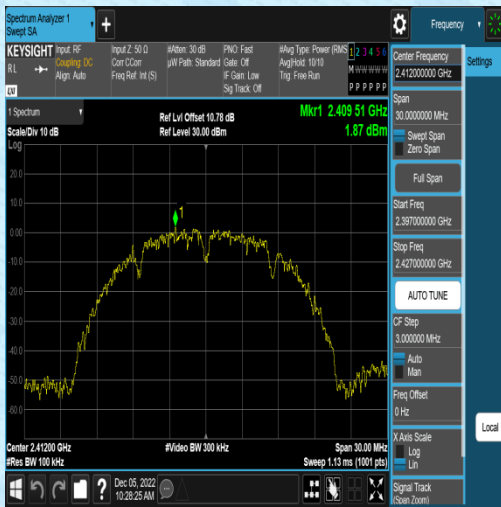 Spectrum Analyzer 1
Swept SA
+
Frequency
KEYSIGHT
R L
LXI
Input: RF
Coupling: DC
Align: Auto
Input Z: 50 Ω
Corr CCorr
Freq Ref: Int (S)
#Atten: 30 dB
µW Path: Standard
PNO: Fast
Gate: Off
IF Gain: Low
Sig Track: Off
#Avg Type: Power (RMS
Avg|Hold: 10/10
Trig: Free Run
1 2 3 4 5 6
M W W W W W
P P P P P P
Center Frequency
2.412000000 GHz
Settings
Span
30.0000000 MHz
Swept Span
Zero Span
Full Span
Start Freq
2.397000000 GHz
Stop Freq
2.427000000 GHz
AUTO TUNE
CF Step
3.000000 MHz
Auto
Man
Freq Offset
0 Hz
X Axis Scale
Log
Lin
Signal Track
(Span Zoom)
Local
1 Spectrum
Scale/Div 10 dB
Log
Ref Lvl Offset 10.78 dB
Ref Level 30.00 dBm
Mkr1 2.409 51 GHz
1.87 dBm
1
20.0
10.0
0.00
-10.0
-20.0
-30.0
-40.0
-50.0
-60.0
Center 2.41200 GHz
#Res BW 100 kHz
#Video BW 300 kHz
Span 30.00 MHz
Sweep 1.13 ms (1001 pts)
?
Dec 05, 2022
10:28:25 AM